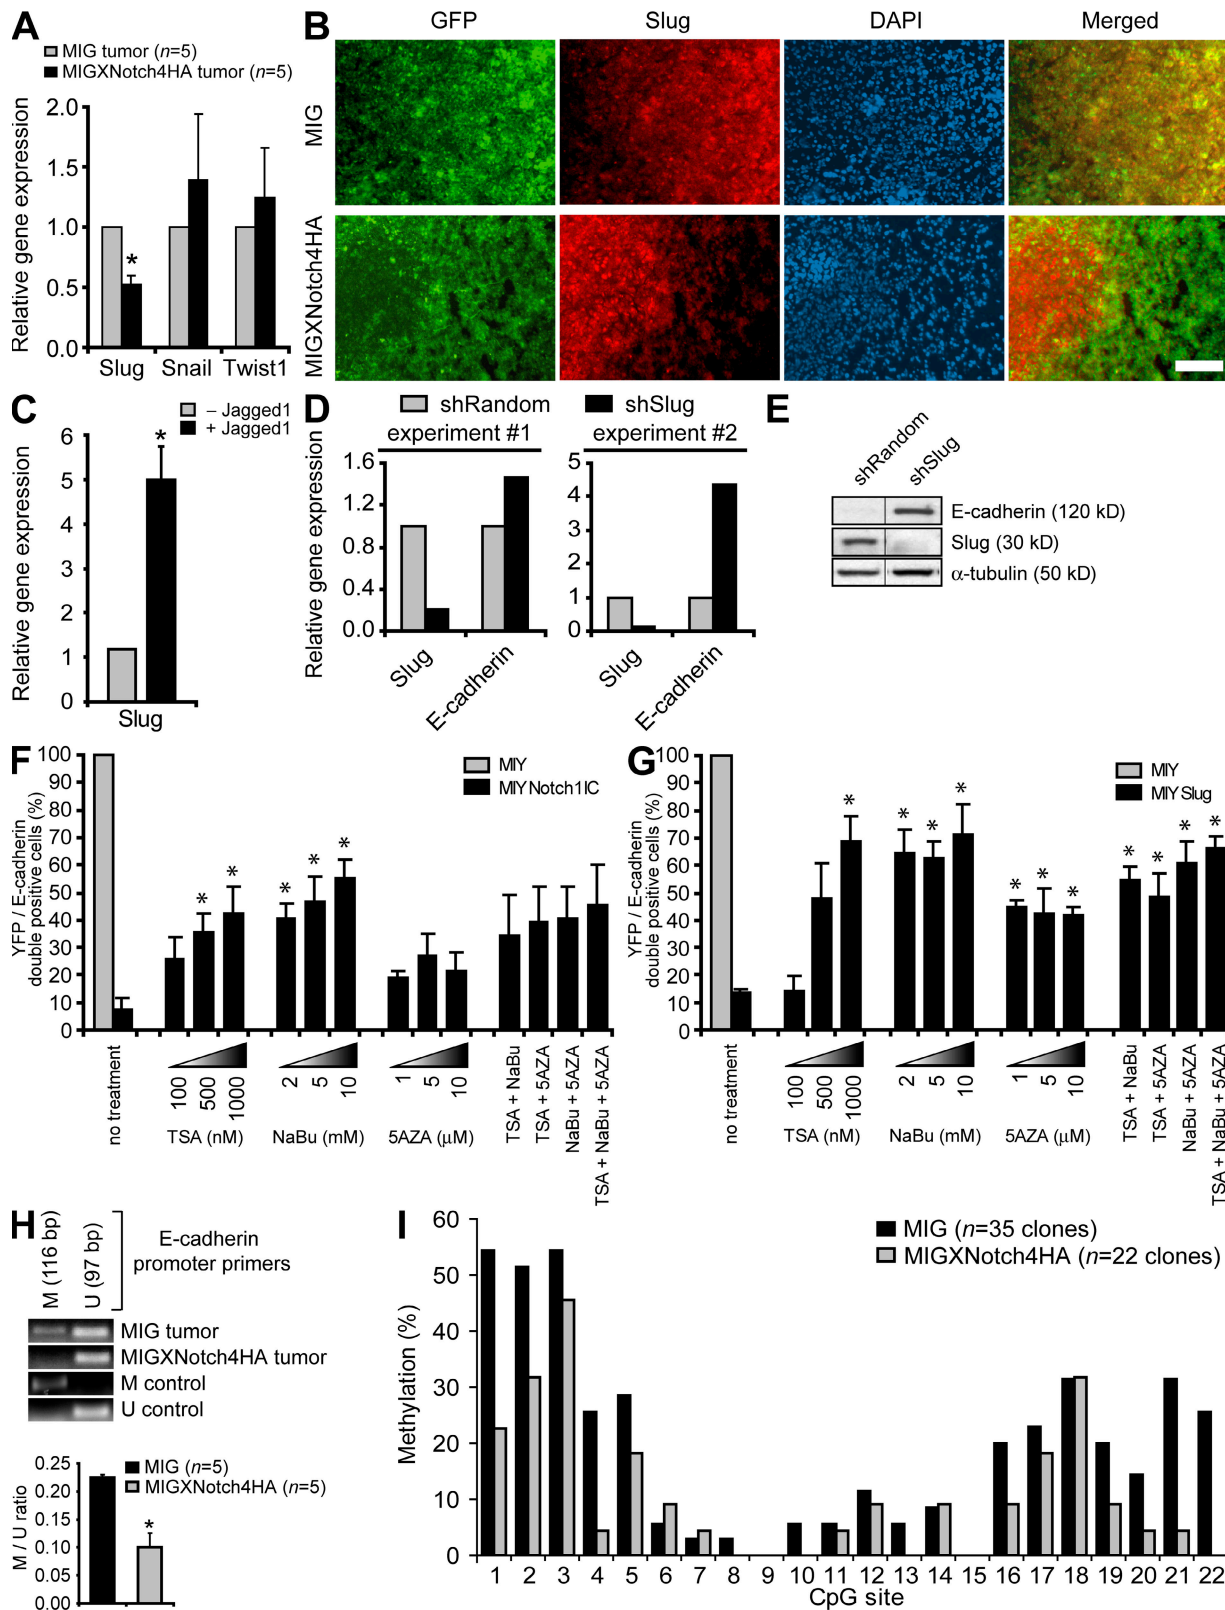 A
MIG tumor (n=5)
MIGXNotch4HA tumor (n=5)
Relative gene expression
2.0
1.5
1.0
0.5
0.0
*
Slug Snail Twist1
B
GFP Slug DAPI Merged
MIG
MIGXNotch4HA
C
– Jagged1
+ Jagged1
Relative gene expression
6
5
4
3
2
1
0
*
Slug
D
shRandom shSlug
experiment #1 experiment #2
Relative gene expression
1.6
1.2
0.8
0.4
0.0
Slug
E-cadherin
5
4
3
2
1
0
Slug
E-cadherin
E
shRandom
shSlug
E-cadherin (120 kD)
Slug (30 kD)
α-tubulin (50 kD)
F
YFP / E-cadherin
double positive cells (%)
100
90
80
70
60
50
40
30
20
10
0
MIY
MIYNotch1IC
* * * * *
no treatment
100 500 1000
TSA (nM)
2 5 10
NaBu (mM)
1 5 10
5AZA (µM)
TSA + NaBu
TSA + 5AZA
NaBu + 5AZA
TSA + NaBu + 5AZA
G
YFP / E-cadherin
double positive cells (%)
100
90
80
70
60
50
40
30
20
10
0
MIY
MIYSlug
* * * * * * * * * * *
no treatment
100 500 1000
TSA (nM)
2 5 10
NaBu (mM)
1 5 10
5AZA (µM)
TSA + NaBu
TSA + 5AZA
NaBu + 5AZA
TSA + NaBu + 5AZA
H
M (116 bp)
U (97 bp)
E-cadherin
promoter primers
MIG tumor
MIGXNotch4HA tumor
M control
U control
M / U ratio
0.25
0.20
0.15
0.10
0.05
0.00
MIG (n=5)
MIGXNotch4HA (n=5)
*
I
MIG (n=35 clones)
MIGXNotch4HA (n=22 clones)
Methylation (%)
60
50
40
30
20
10
0
1 2 3 4 5 6 7 8 9 10 11 12 13 14 15 16 17 18 19 20 21 22
CpG site